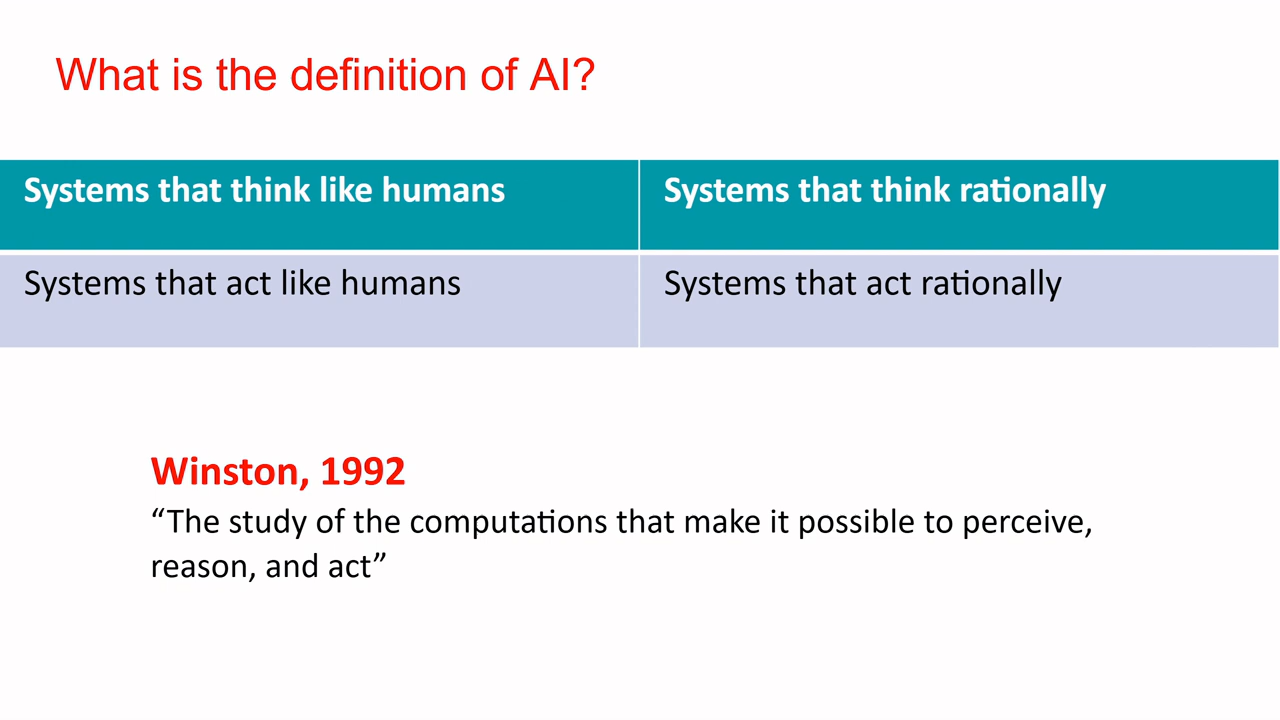 What is the definition of AI?
Systems that think like humans
Systems that think rationally
Systems that act like humans
Systems that act rationally
Winston, 1992
“The study of the computations that make it possible to perceive,
reason, and act”